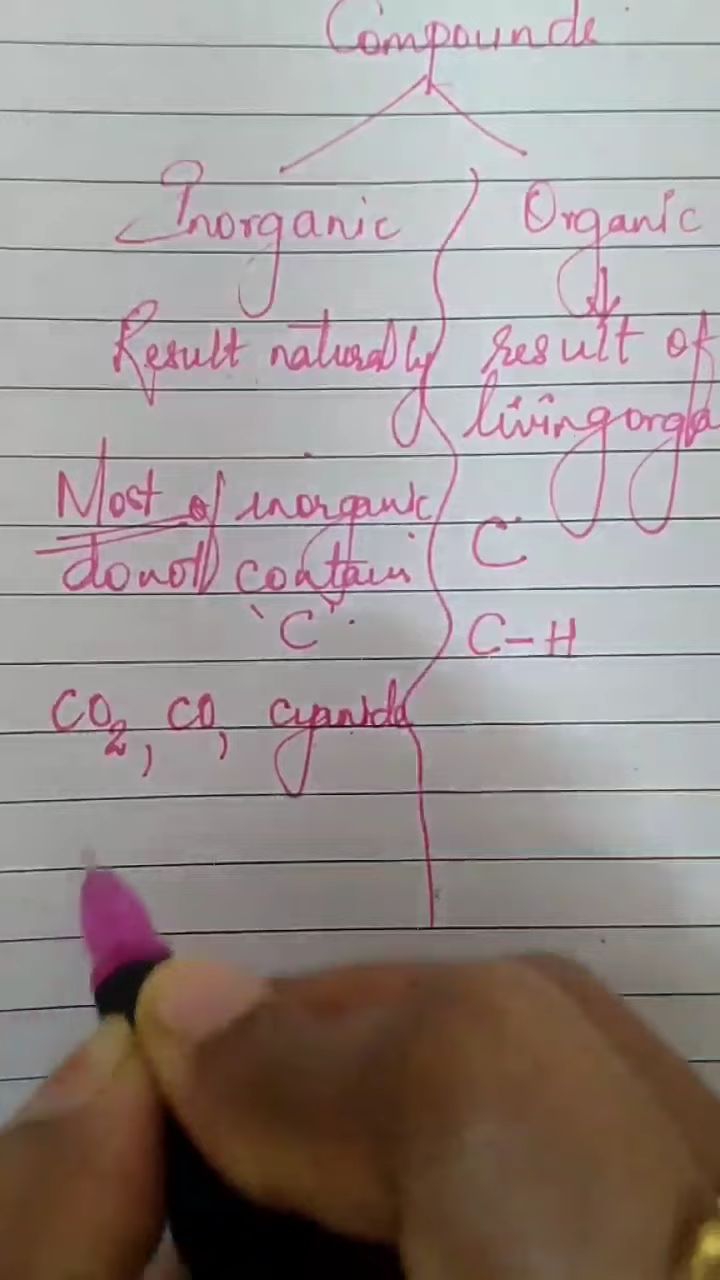 Compounds
Inorganic
Result naturally
Most of inorganic
donot contain
'C'.
CO2, CO, cyanide
Organic
result of
living orga
C
C-H